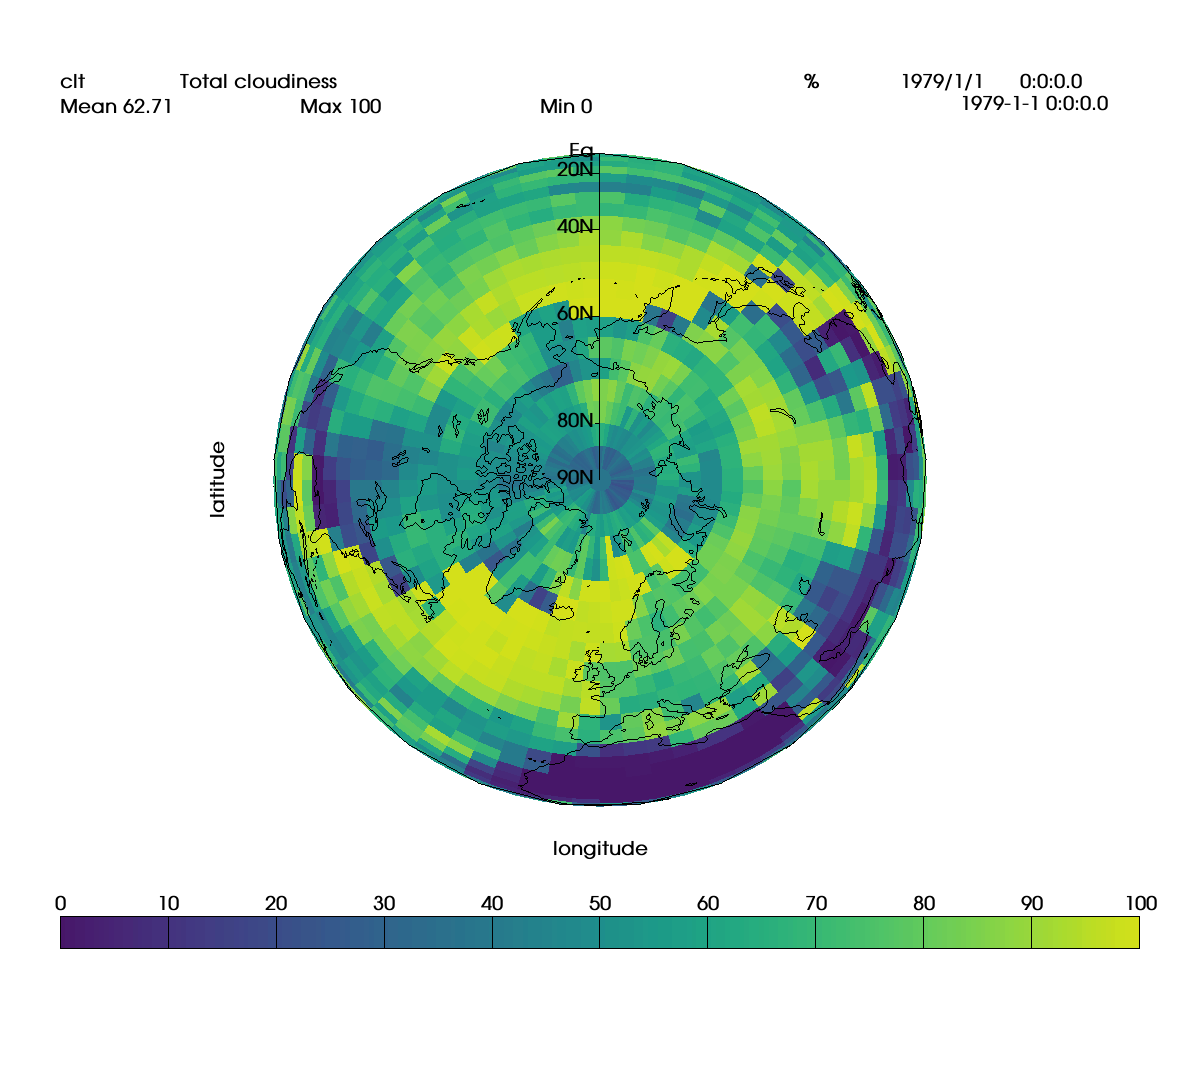 clt Total cloudiness % 1979/1/1 0:0:0.0
Mean 62.71 Max 100 Min 0 1979-1-1 0:0:0.0
Eq
20N
40N
60N
80N
90N
latitude
longitude
0 10 20 30 40 50 60 70 80 90 100